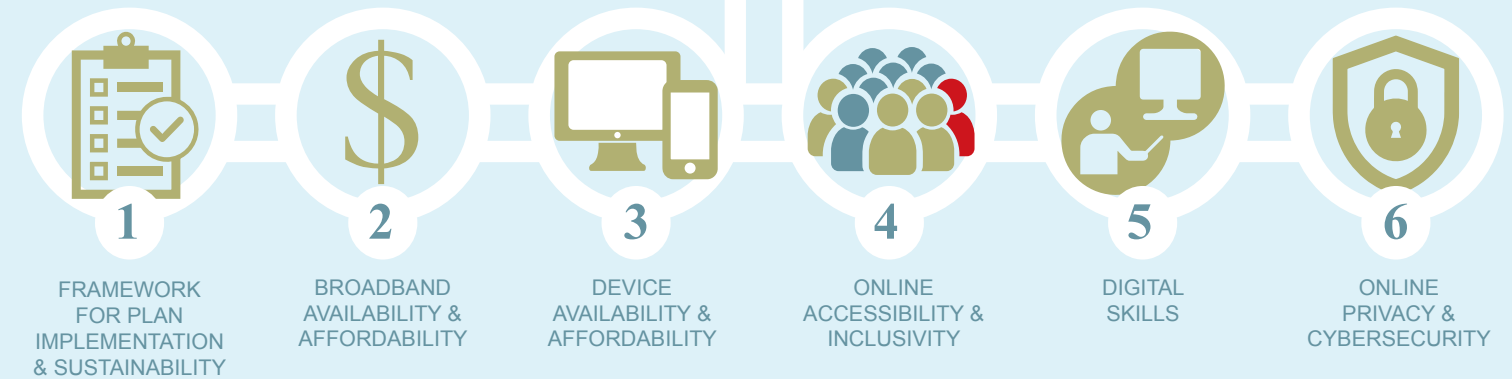 $
1
FRAMEWORK
FOR PLAN
IMPLEMENTATION
& SUSTAINABILITY
2
BROADBAND
AVAILABILITY &
AFFORDABILITY
3
DEVICE
AVAILABILITY &
AFFORDABILITY
4
ONLINE
ACCESSIBILITY &
INCLUSIVITY
5
DIGITAL
SKILLS
6
ONLINE
PRIVACY &
CYBERSECURITY